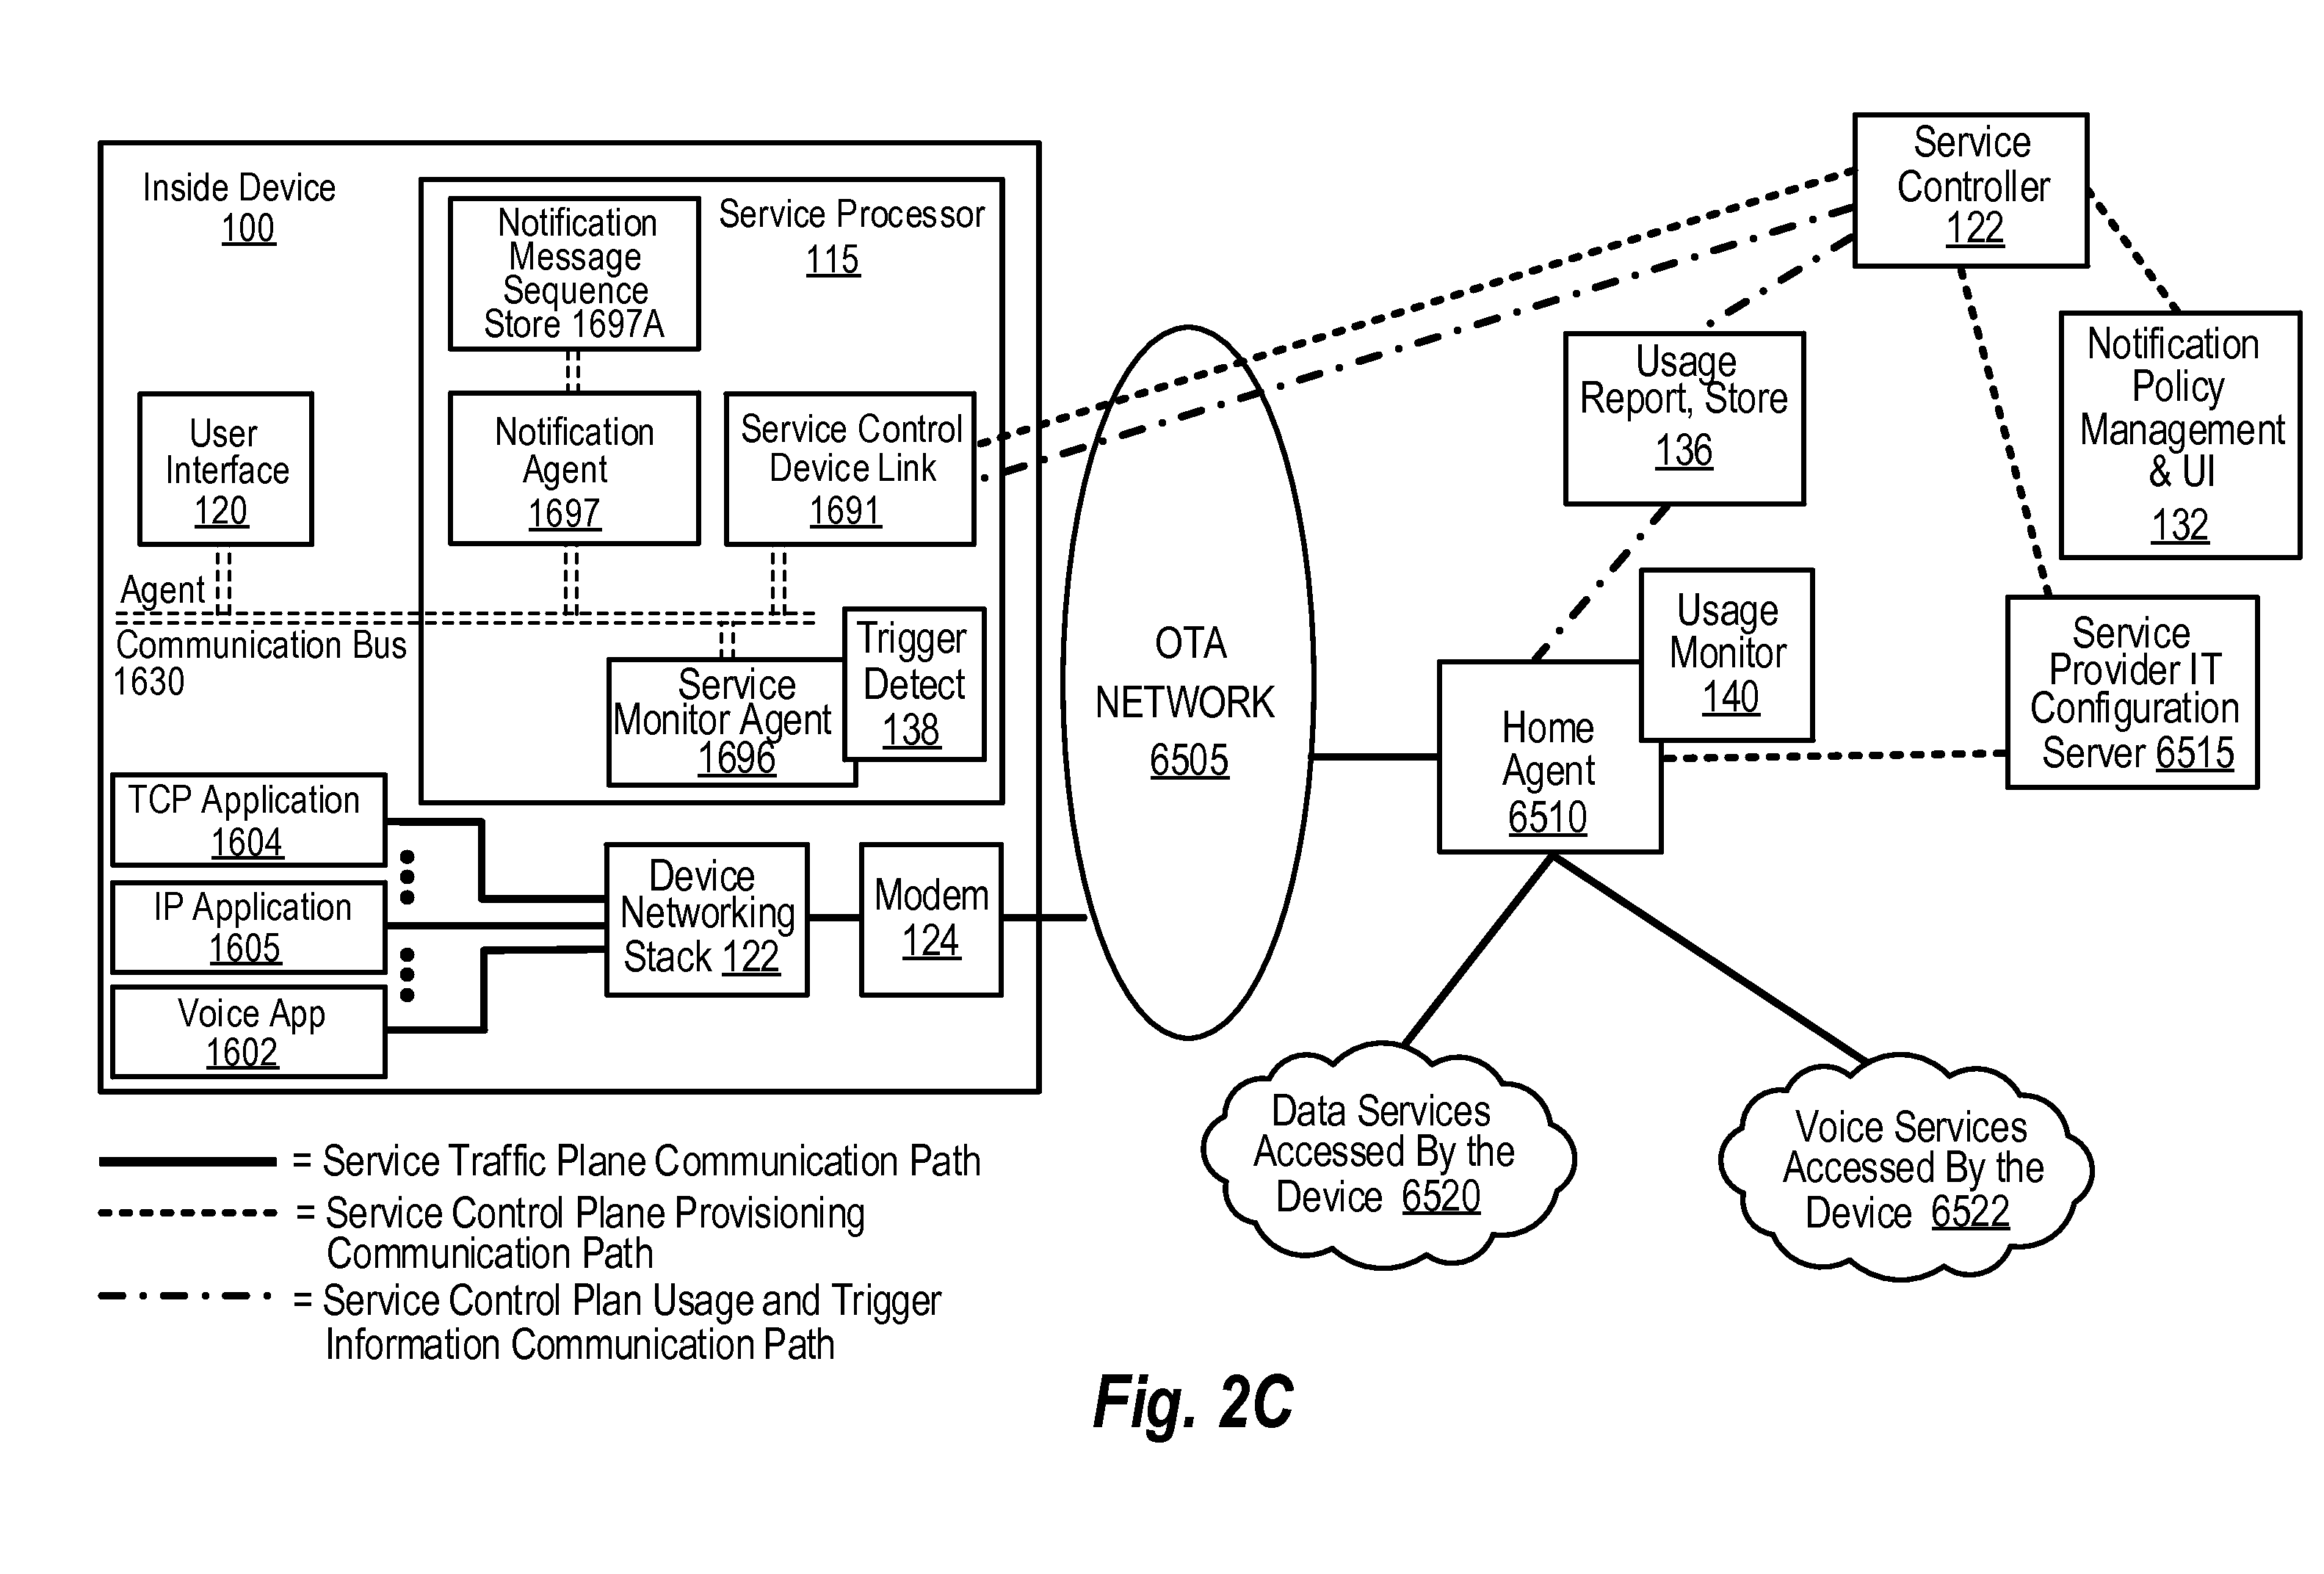 Inside Device
100
Notification
Message
Sequence
Store 1697A
Service Processor
115
User
Interface
120
Notification
Agent
1697
Service Control
Device Link
1691
Agent
Communication Bus
1630
Service
Monitor Agent
1696
Trigger
Detect
138
TCP Application
1604
IP Application
1605
Voice App
1602
Device
Networking
Stack 122
Modem
124
OTA
NETWORK
6505
Service
Controller
122
Usage
Report, Store
136
Notification
Policy
Management
& UI
132
Usage
Monitor
140
Home
Agent
6510
Service
Provider IT
Configuration
Server 6515
Data Services
Accessed By the
Device 6520
Voice Services
Accessed By the
Device 6522
= Service Traffic Plane Communication Path
= Service Control Plane Provisioning
Communication Path
= Service Control Plan Usage and Trigger
Information Communication Path
Fig. 2C